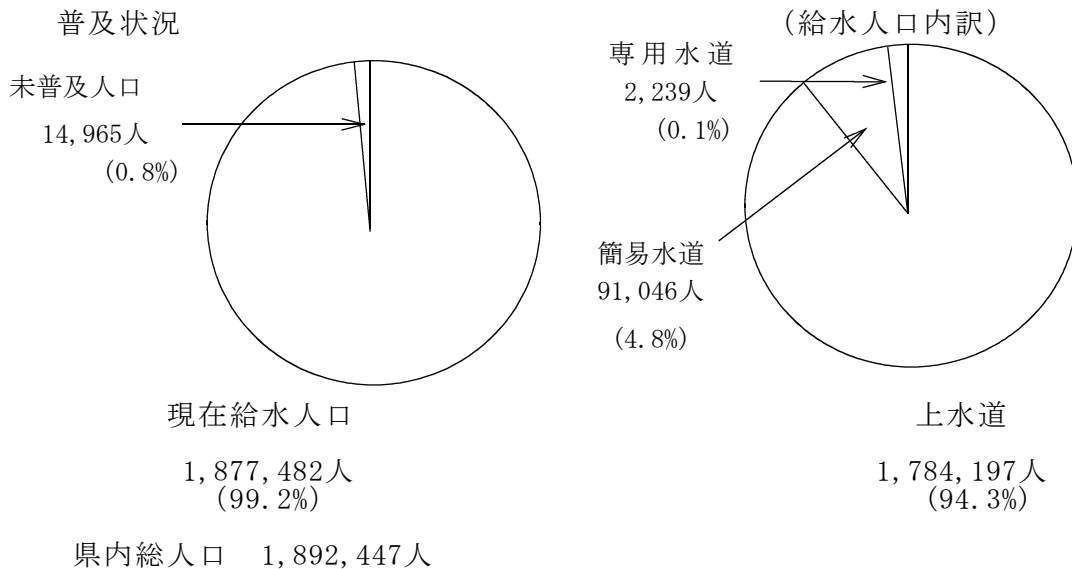 普及状況
未普及人口
14,965人
(0.8%)
現在給水人口
1,877,482人
(99.2%)
県内総人口　1,892,447人
(給水人口内訳)
専用水道
2,239人
(0.1%)
簡易水道
91,046人
(4.8%)
上水道
1,784,197人
(94.3%)